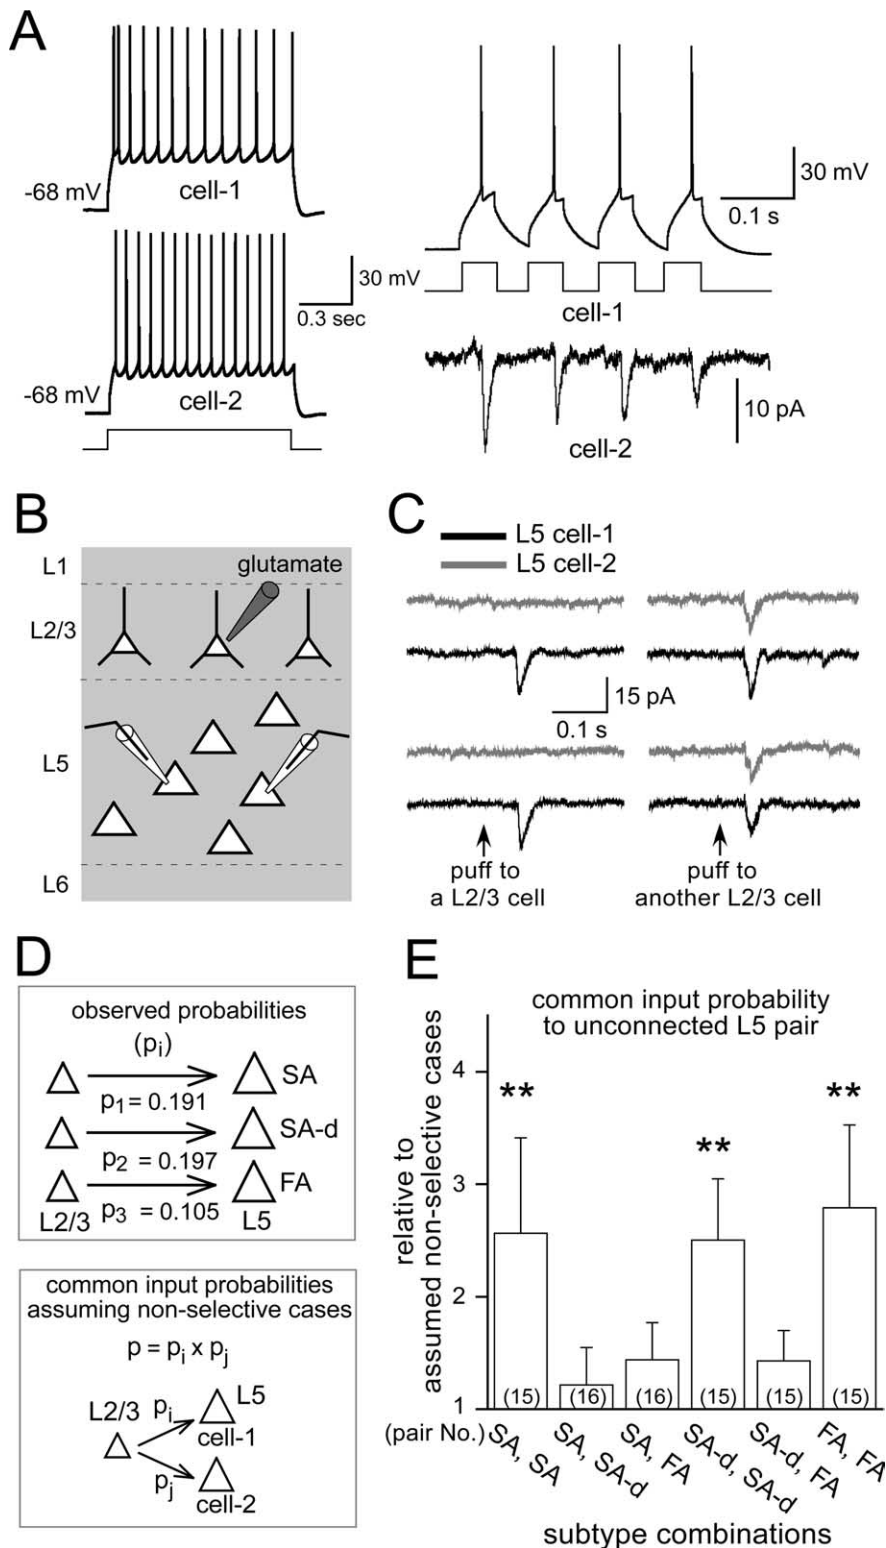 A
-68 mV
cell-1
30 mV
0.3 sec
-68 mV
cell-2
30 mV
0.1 s
cell-1
10 pA
cell-2
B
L1
glutamate
L2/3
L5
L6
C
L5 cell-1
L5 cell-2
15 pA
0.1 s
puff to
a L2/3 cell
puff to
another L2/3 cell
D
observed probabilities
(pi)
SA
p1 = 0.191
SA-d
p2 = 0.197
FA
p3 = 0.105
L2/3
L5
common input probabilities
assuming non-selective cases
p = pi x pj
L2/3
pi
L5
cell-1
pj
cell-2
E
common input probability
to unconnected L5 pair
relative to
assumed non-selective cases
4
3
2
1
**
**
**
(pair No.)
(15)
(16)
(16)
(15)
(15)
(15)
SA, SA
SA, SA-d
SA, FA
SA-d, SA-d
SA-d, FA
FA, FA
subtype combinations